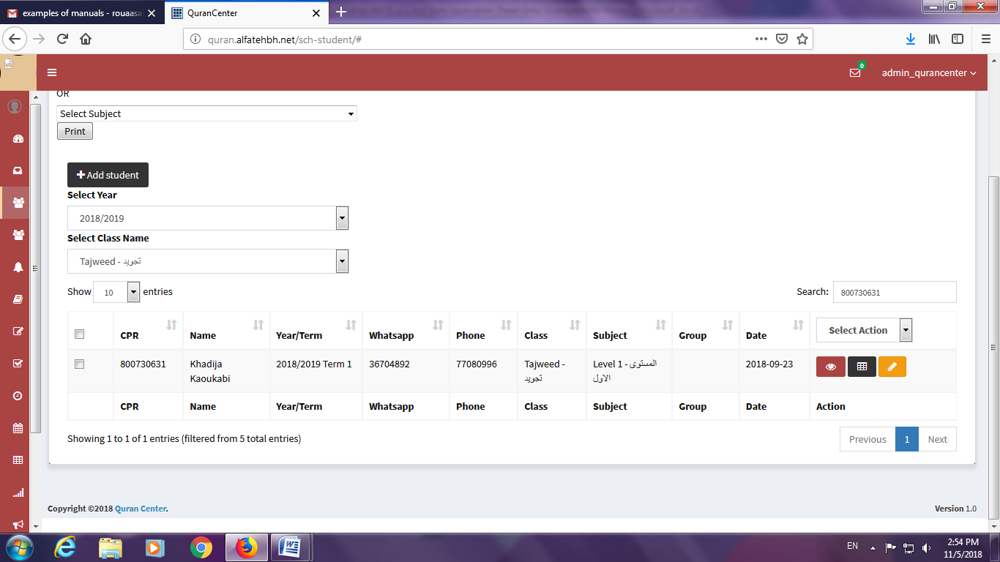 examples of manuals - rouaasa
QuranCenter
quran.alfatehbh.net/sch-student/#
0
admin_qurancenter
OR
Select Subject
Print
Add student
Select Year
2018/2019
Select Class Name
Tajweed - تجويد
Show 10 entries
Search: 800730631
CPR Name Year/Term Whatsapp Phone Class Subject Group Date Select Action
800730631 Khadija Kaoukabi 2018/2019 Term 1 36704892 77080996 Tajweed - تجويد Level 1 - المستوى الاول 2018-09-23
CPR Name Year/Term Whatsapp Phone Class Subject Group Date Action
Showing 1 to 1 of 1 entries (filtered from 5 total entries)
Previous 1 Next
Copyright ©2018 Quran Center.
Version 1.0
EN
2:54 PM
11/5/2018